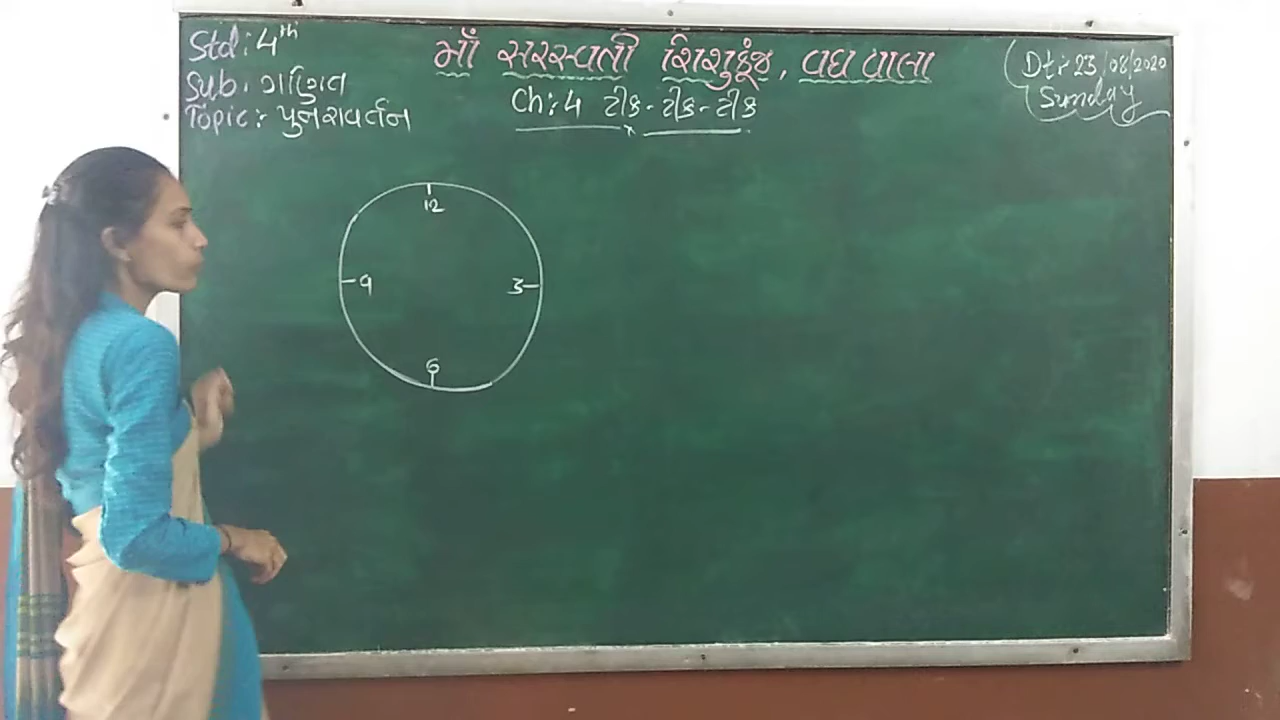 Std : 4th
Sub. ગણિત
Topic :- પુનરાવર્તન
માઁ સરસ્વતી શિશુકુંજ, વઘ વાલા
Ch : 4 ટીક - ટીક - ટીક
Dt :- 23/08/2020
Sunday
12
9
3
6